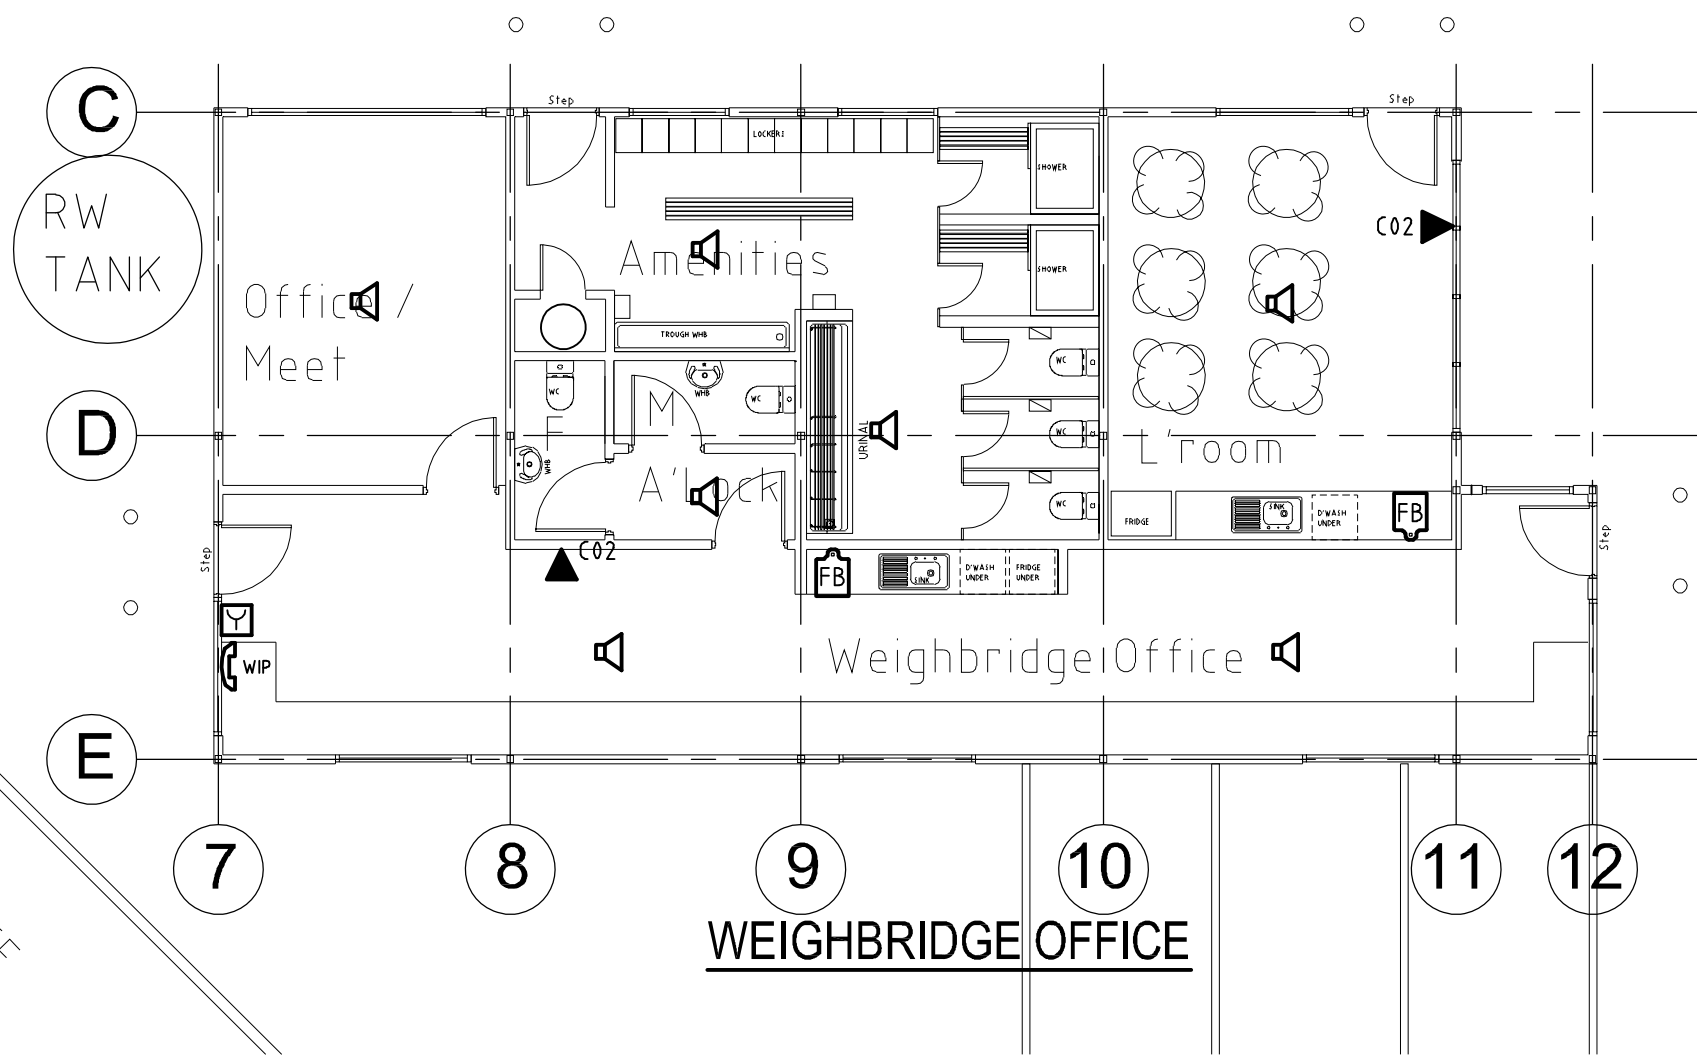 C
Step
Step
LOCKERS
SHOWER
RW
TANK
CO2
Amenities
SHOWER
Office /
Meet
TROUGH WHB
WC
WC
WHB
WC
M
F
D
URINAL
WC
L'room
WHB
A'Lock
WC
FRIDGE
SINK
D'WASH
UNDER
FB
Step
CO2
Step
FB
SINK
D'WASH
UNDER
FRIDGE
UNDER
WIP
Weighbridge Office
E
7
8
9
10
11
12
WEIGHBRIDGE OFFICE